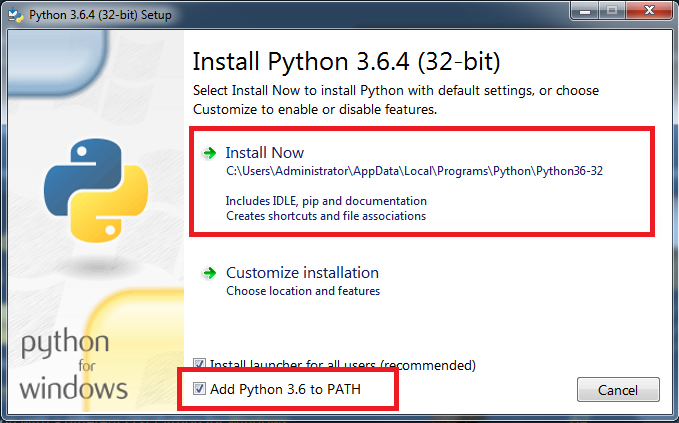 Python 3.6.4 (32-bit) Setup
Install Python 3.6.4 (32-bit)
Select Install Now to install Python with default settings, or choose
Customize to enable or disable features.
Install Now
C:\Users\Administrator\AppData\Local\Programs\Python\Python36-32
Includes IDLE, pip and documentation
Creates shortcuts and file associations
Customize installation
Choose location and features
python
for
windows
Install launcher for all users (recommended)
Add Python 3.6 to PATH
Cancel